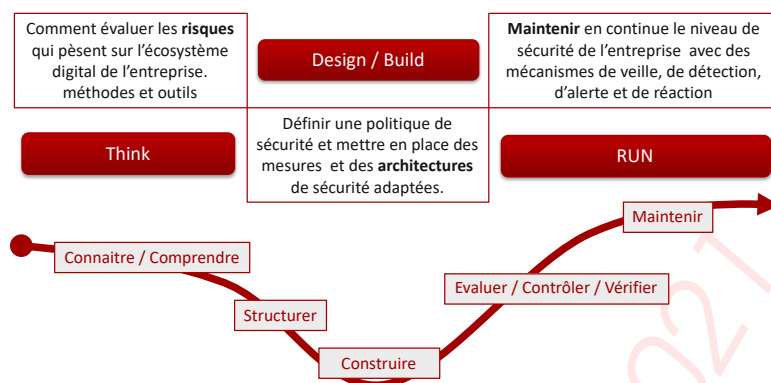 Comment évaluer les risques
qui pèsent sur l'écosystème
digital de l'entreprise.
méthodes et outils
Think
Design / Build
Définir une politique de
sécurité et mettre en place des
mesures et des architectures
de sécurité adaptées.
Maintenir en continue le niveau de
sécurité de l'entreprise avec des
mécanismes de veille, de détection,
d'alerte et de réaction
RUN
Connaitre / Comprendre
Structurer
Construire
Evaluer / Contrôler / Vérifier
Maintenir
021